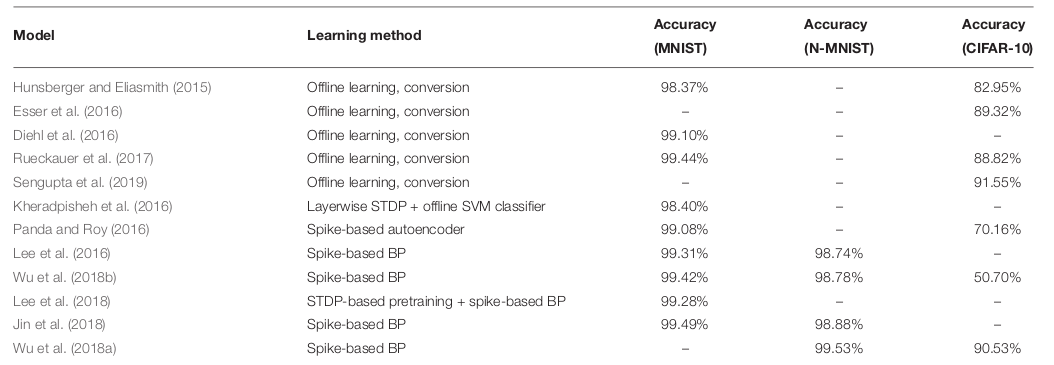 Model Learning method Accuracy (MNIST) Accuracy (N-MNIST) Accuracy (CIFAR-10)
Hunsberger and Eliasmith (2015) Offline learning, conversion 98.37% – 82.95%
Esser et al. (2016) Offline learning, conversion – – 89.32%
Diehl et al. (2016) Offline learning, conversion 99.10% – –
Rueckauer et al. (2017) Offline learning, conversion 99.44% – 88.82%
Sengupta et al. (2019) Offline learning, conversion – – 91.55%
Kheradpisheh et al. (2016) Layerwise STDP + offline SVM classifier 98.40% – –
Panda and Roy (2016) Spike-based autoencoder 99.08% – 70.16%
Lee et al. (2016) Spike-based BP 99.31% 98.74% –
Wu et al. (2018b) Spike-based BP 99.42% 98.78% 50.70%
Lee et al. (2018) STDP-based pretraining + spike-based BP 99.28% – –
Jin et al. (2018) Spike-based BP 99.49% 98.88% –
Wu et al. (2018a) Spike-based BP – 99.53% 90.53%